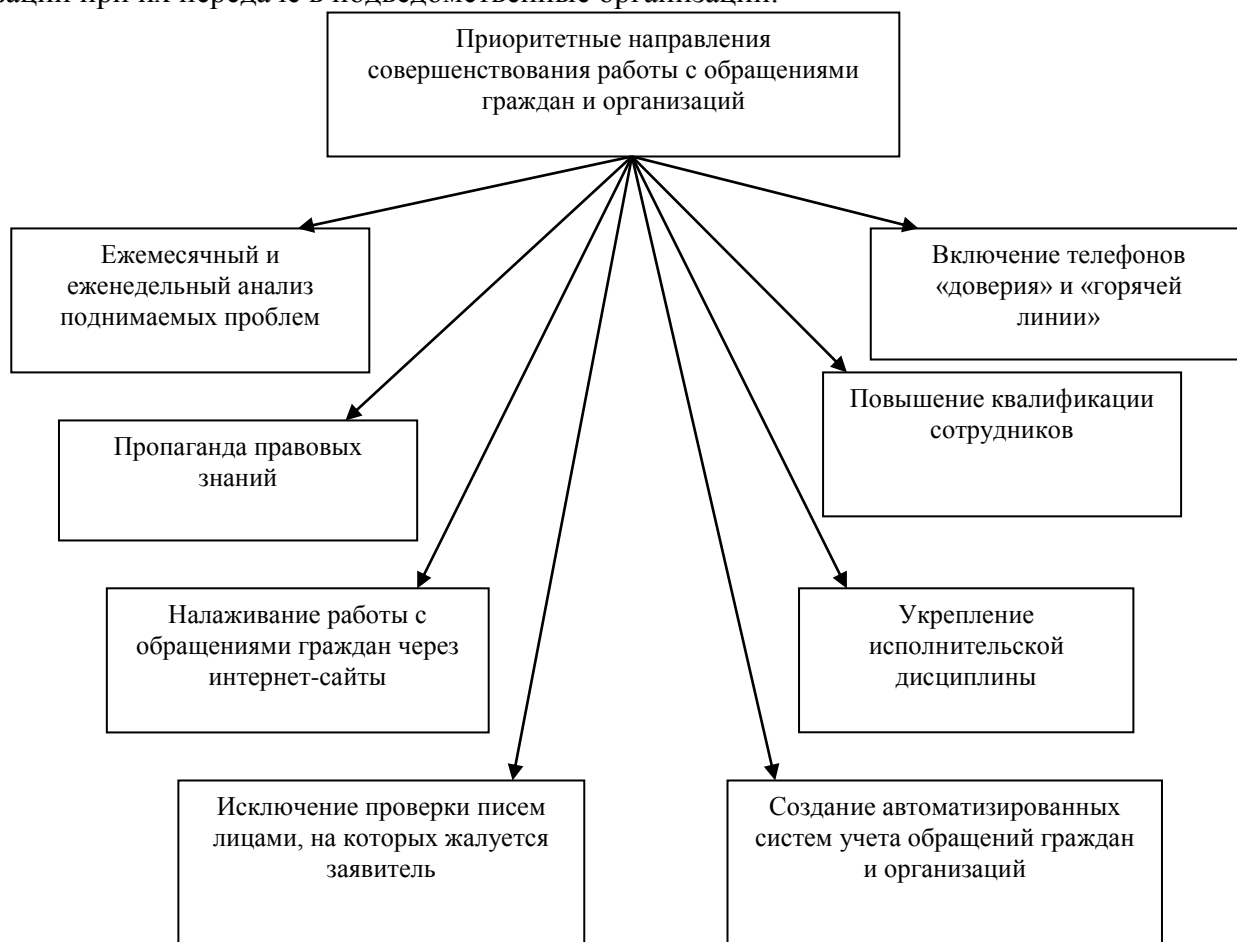 при их передаче в подведомственные организации.
Приоритетные направления
совершенствования работы с обращениями
граждан и организаций
Ежемесячный и
еженедельный анализ
поднимаемых проблем
Включение телефонов
«доверия» и «горячей
линии»
Повышение квалификации
сотрудников
Пропаганда правовых
знаний
Налаживание работы с
обращениями граждан через
интернет-сайты
Укрепление
исполнительской
дисциплины
Исключение проверки писем
лицами, на которых жалуется
заявитель
Создание автоматизированных
систем учета обращений граждан
и организаций